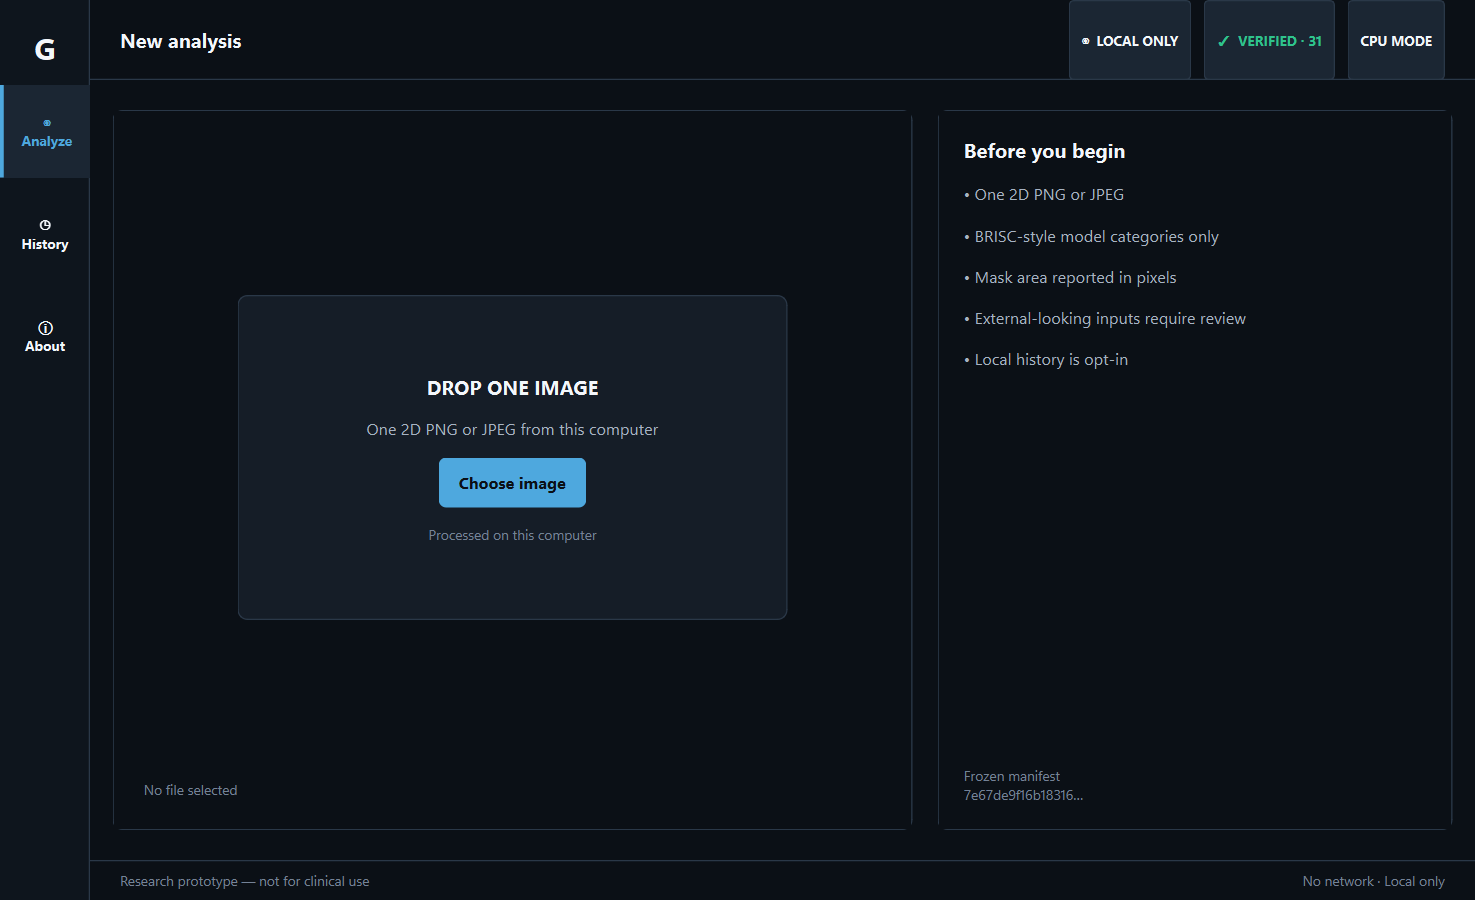 G
New analysis
LOCAL ONLY
✓ VERIFIED · 31
CPU MODE
Analyze
History
About
DROP ONE IMAGE
One 2D PNG or JPEG from this computer
Choose image
Processed on this computer
No file selected
Before you begin
• One 2D PNG or JPEG
• BRISC-style model categories only
• Mask area reported in pixels
• External-looking inputs require review
• Local history is opt-in
Frozen manifest
7e67de9f16b18316...
Research prototype — not for clinical use
No network · Local only